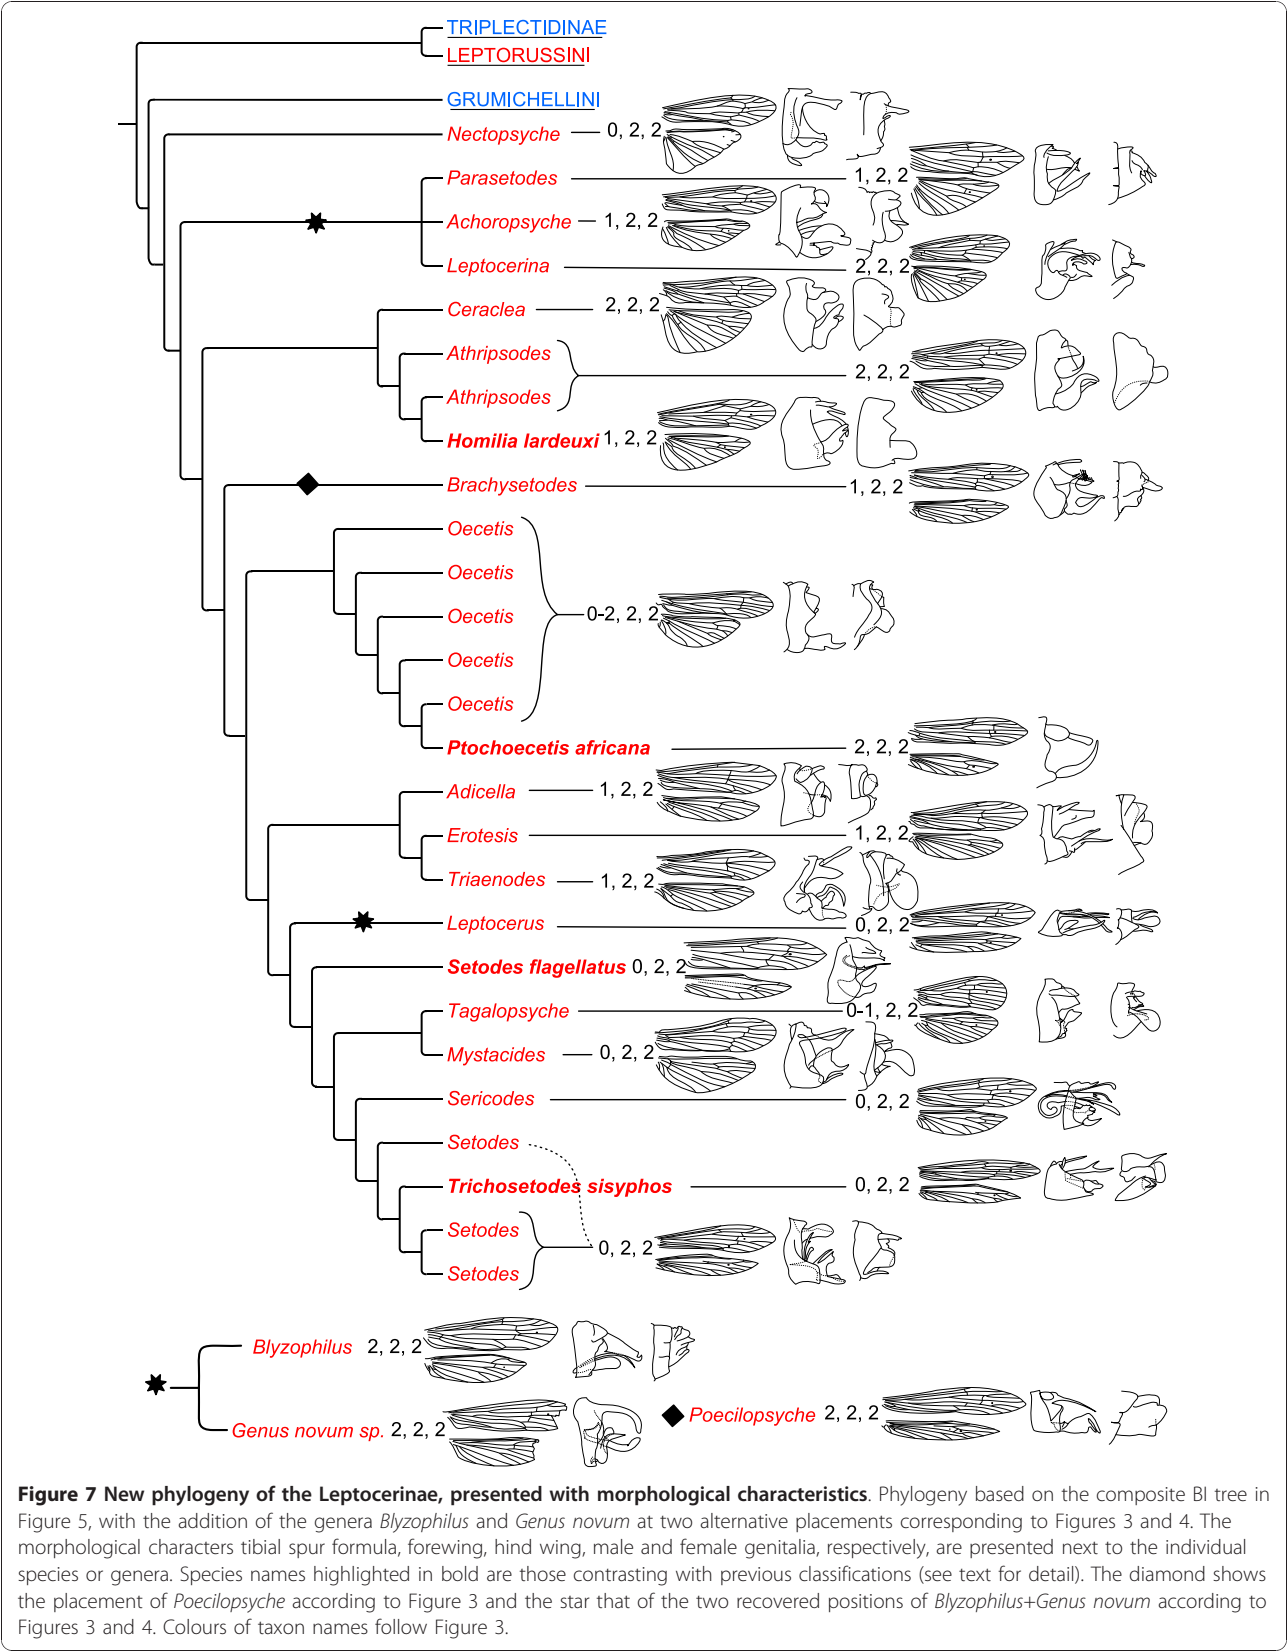 TRIPLECTIDINAE
LEPTORUSSINI
GRUMICHELLINI
Nectopsyche 0, 2, 2
Parasetodes 1, 2, 2
Achoropsyche 1, 2, 2
Leptocerina 2, 2, 2
Ceraclea 2, 2, 2
Athripsodes
2, 2, 2
Athripsodes
Homilia lardeuxi 1, 2, 2
Brachysetodes 1, 2, 2
Oecetis
Oecetis
Oecetis 0-2, 2, 2
Oecetis
Oecetis
Ptochoecetis africana 2, 2, 2
Adicella 1, 2, 2
Erotesis 1, 2, 2
Triaenodes 1, 2, 2
Leptocerus 0, 2, 2
Setodes flagellatus 0, 2, 2
Tagalopsyche 0-1, 2, 2
Mystacides 0, 2, 2
Sericodes 0, 2, 2
Setodes
Trichosetodes sisyphos 0, 2, 2
Setodes
0, 2, 2
Setodes
Blyzophilus 2, 2, 2
Genus novum sp. 2, 2, 2
Poecilopsyche 2, 2, 2
Figure 7 New phylogeny of the Leptocerinae, presented with morphological characteristics. Phylogeny based on the composite BI tree in
Figure 5, with the addition of the genera Blyzophilus and Genus novum at two alternative placements corresponding to Figures 3 and 4. The
morphological characters tibial spur formula, forewing, hind wing, male and female genitalia, respectively, are presented next to the individual
species or genera. Species names highlighted in bold are those contrasting with previous classifications (see text for detail). The diamond shows
the placement of Poecilopsyche according to Figure 3 and the star that of the two recovered positions of Blyzophilus+Genus novum according to
Figures 3 and 4. Colours of taxon names follow Figure 3.